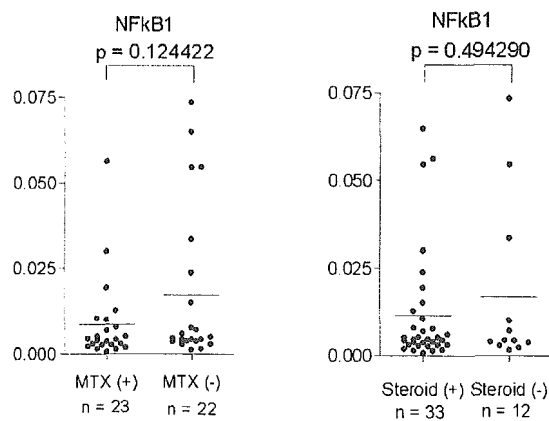 NFkB1
p = 0.124422
0.075
0.050
0.025
0.000
MTX (+) MTX (-)
n = 23 n = 22
NFkB1
p = 0.494290
0.075
0.050
0.025
0.000
Steroid (+) Steroid (-)
n = 33 n = 12